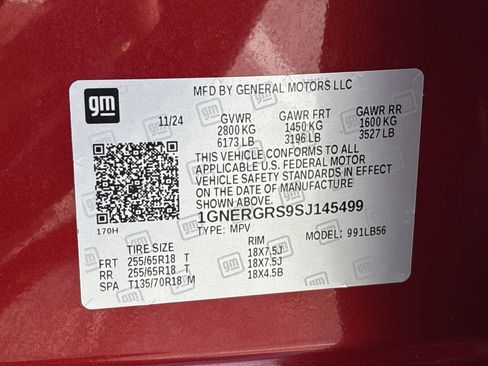 gm
MFD BY GENERAL MOTORS LLC
11/24 GVWR GAWR FRT GAWR RR
2800 KG 1450 KG 1600 KG
6173 LB 3196 LB 3527 LB
THIS VEHICLE CONFORMS TO ALL
APPLICABLE U.S. FEDERAL MOTOR
VEHICLE SAFETY STANDARDS IN EFFECT
ON THE DATE OF MANUFACTURE
SHOWN ABOVE.
1GNERGRS9SJ145499
170H TYPE: MPV MODEL: 991LB56
TIRE SIZE RIM
FRT 255/65R18 T 18X7.5J
RR 255/65R18 T 18X7.5J
SPA T135/70R18 M 18X4.5B